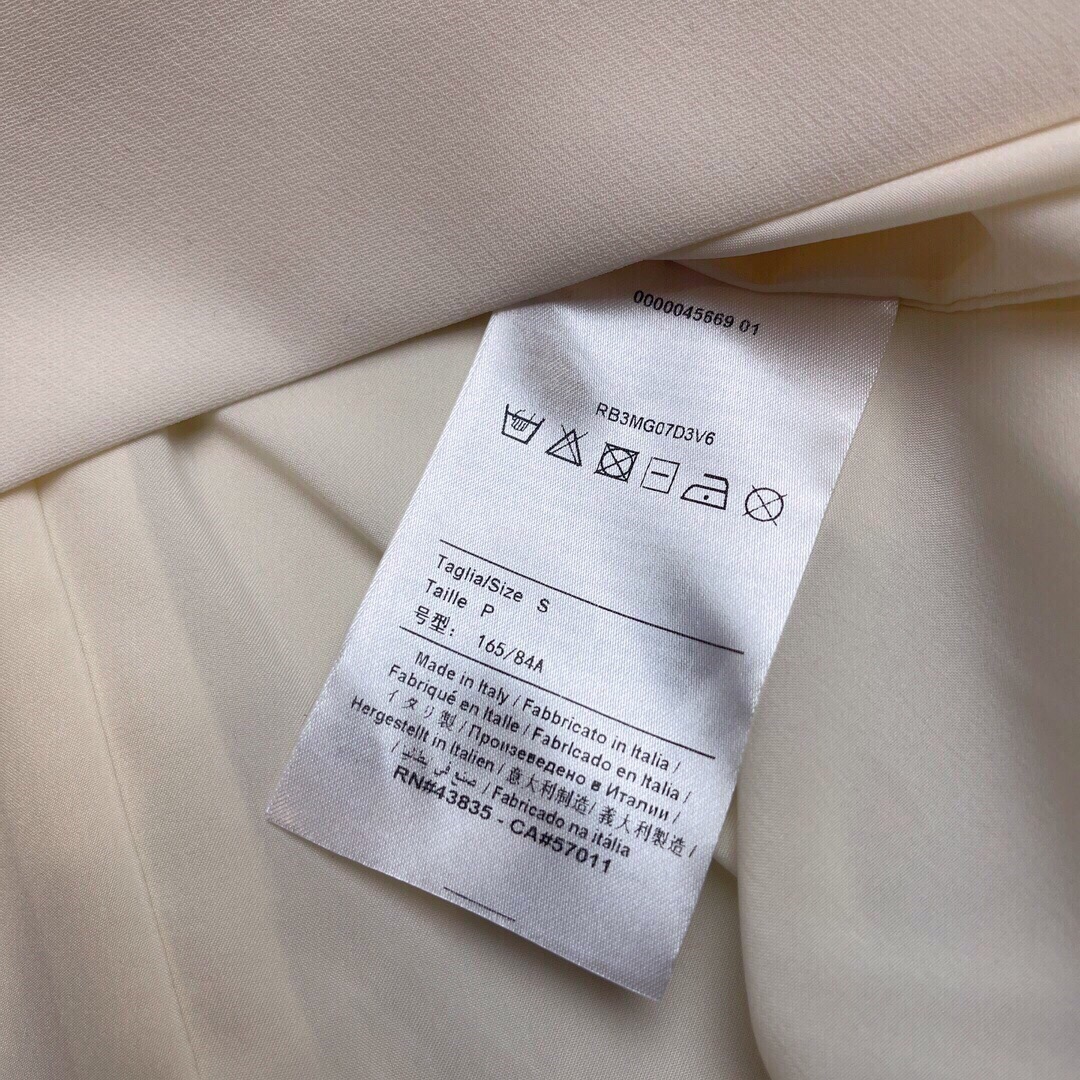 0000045669 01
RB3MG07D3V6
Taglia/Size S
Taille P
号型: 165/84A
Made in Italy / Fabbricato in Italia /
Fabriqué en Italie / Fabricado en Italia /
イタリ製 / Произеведено в Италии /
Hergestellt in Italien / 意大利制造 / 義大利製造 /
/ صنع في / Fabricado na itália
RN#43835 - CA#57011